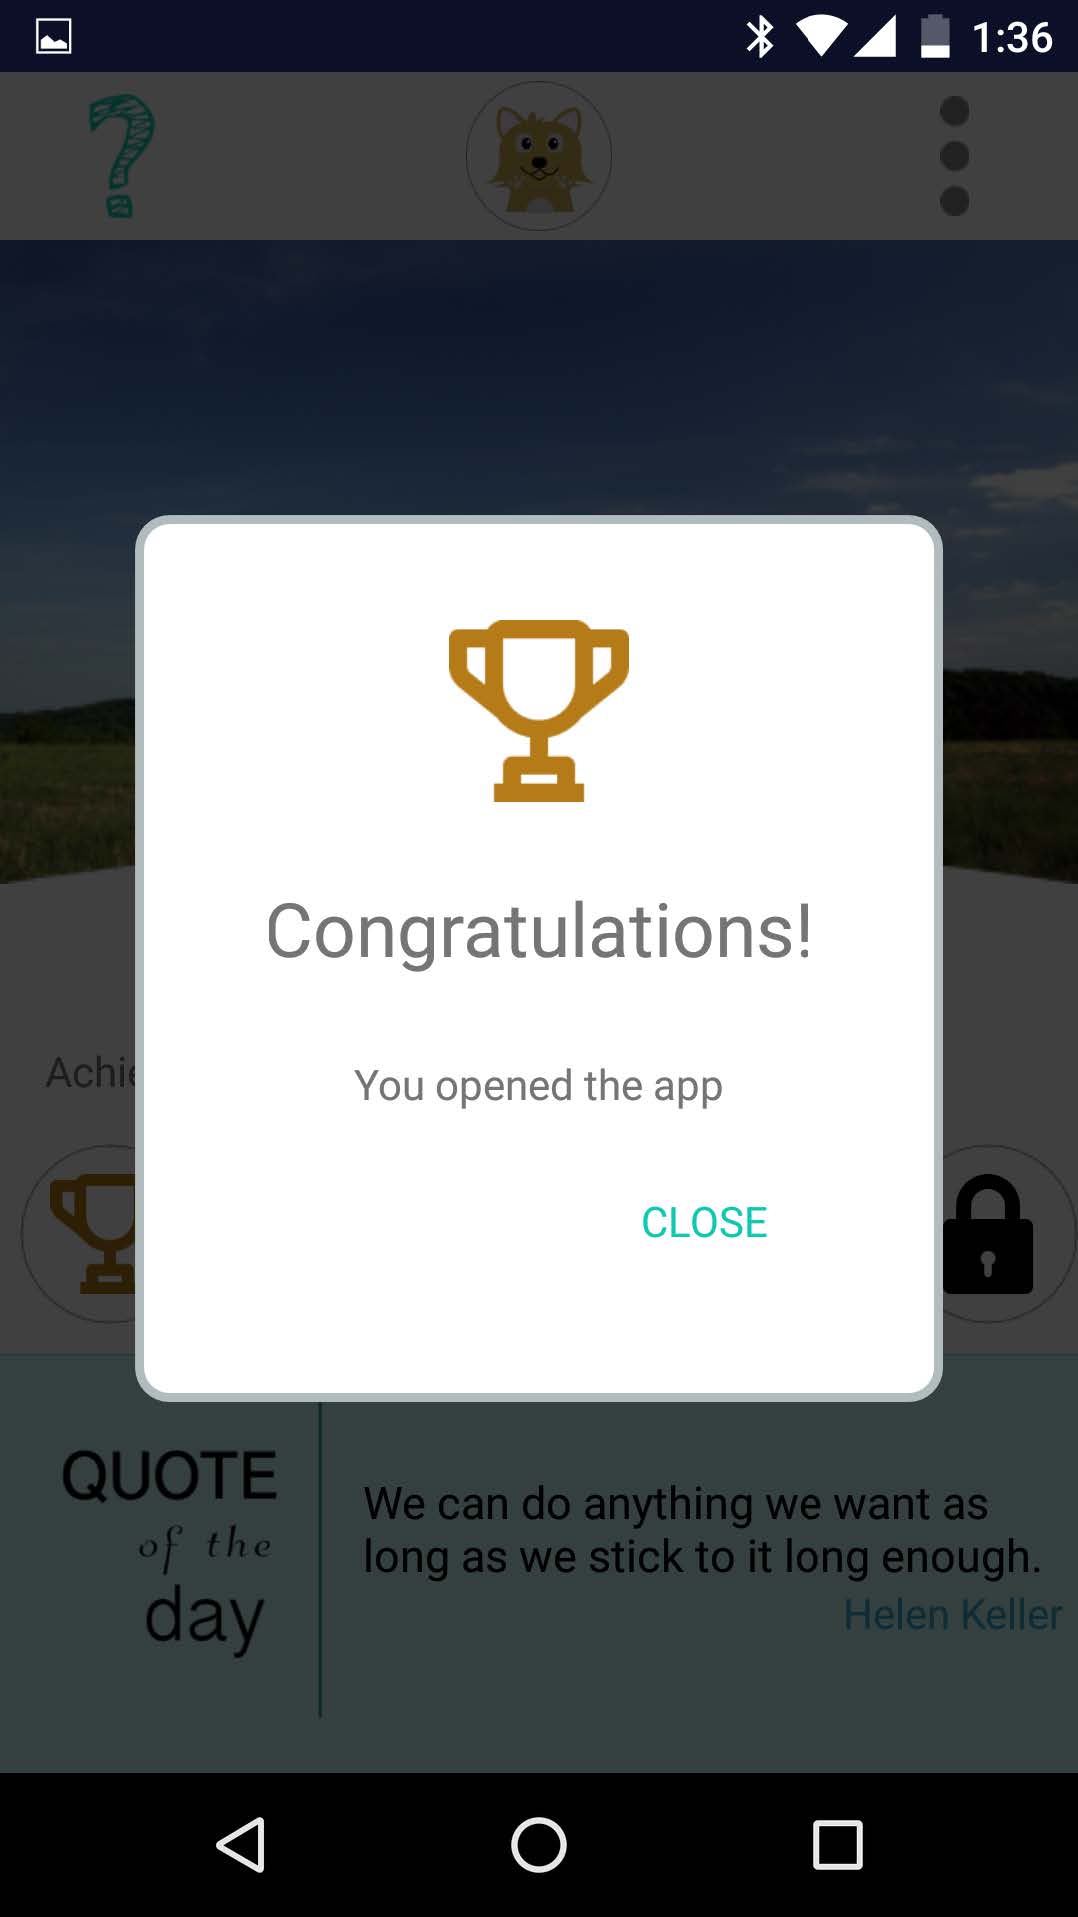 1:36
Congratulations!
You opened the app
Achie
CLOSE
QUOTE
of the
day
We can do anything we want as
long as we stick to it long enough.
Helen Keller